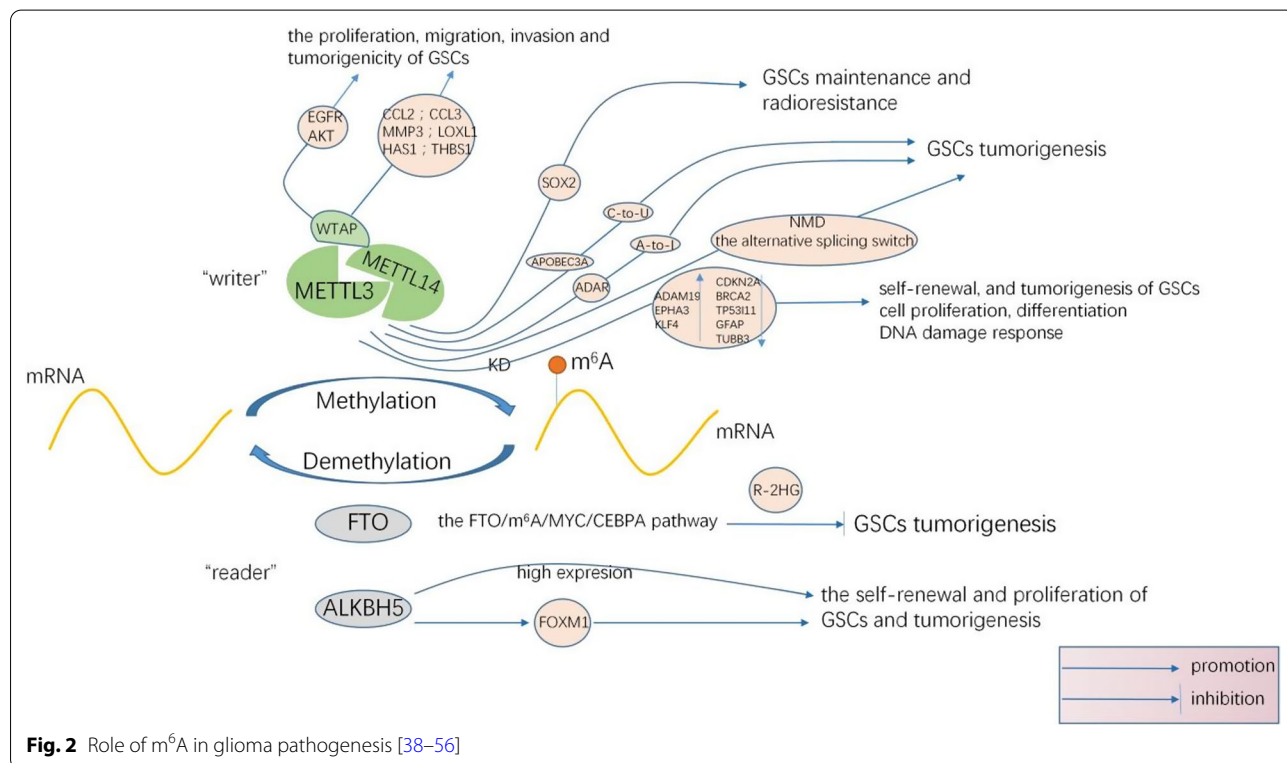 the proliferation, migration, invasion and
tumorigenicity of GSCs
EGFR
AKT
CCL2 ; CCL3
MMP3 ; LOXL1
HAS1 ; THBS1
GSCs maintenance and
radioresistance
SOX2
GSCs tumorigenesis
C-to-U
WTAP
NMD
the alternative splicing switch
A-to-I
APOBEC3A
"writer"
METTL3
METTL14
ADAR
ADAM19
EPHA3
KLF4
CDKN2A
BRCA2
TP53I11
GFAP
TUBB3
self-renewal, and tumorigenesis of GSCs
cell proliferation, differentiation
DNA damage response
KD
m⁶A
mRNA
Methylation
mRNA
Demethylation
R-2HG
FTO
the FTO/m⁶A/MYC/CEBPA pathway
GSCs tumorigenesis
"reader"
high expresion
ALKBH5
FOXM1
the self-renewal and proliferation of
GSCs and tumorigenesis
promotion
inhibition
Fig. 2 Role of m⁶A in glioma pathogenesis [38–56]